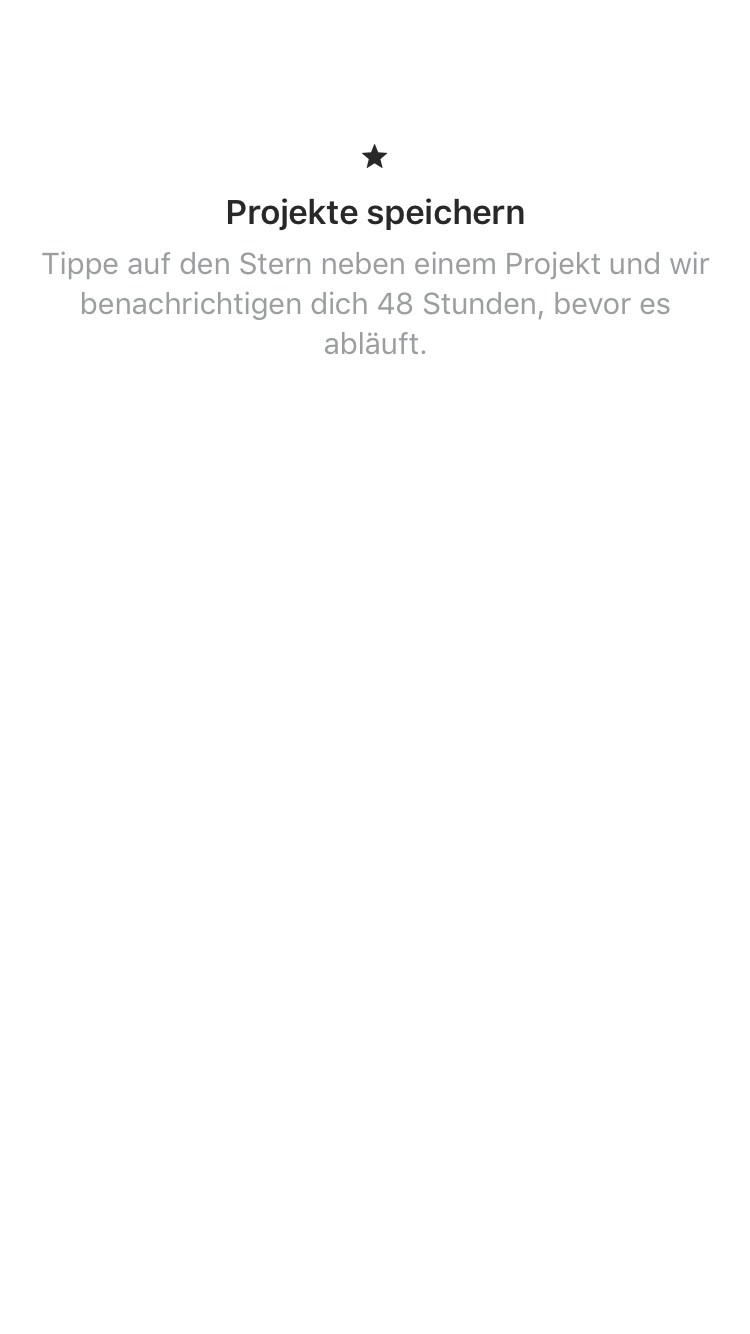 Projekte speichern
Tippe auf den Stern neben einem Projekt und wir
benachrichtigen dich 48 Stunden, bevor es
abläuft.